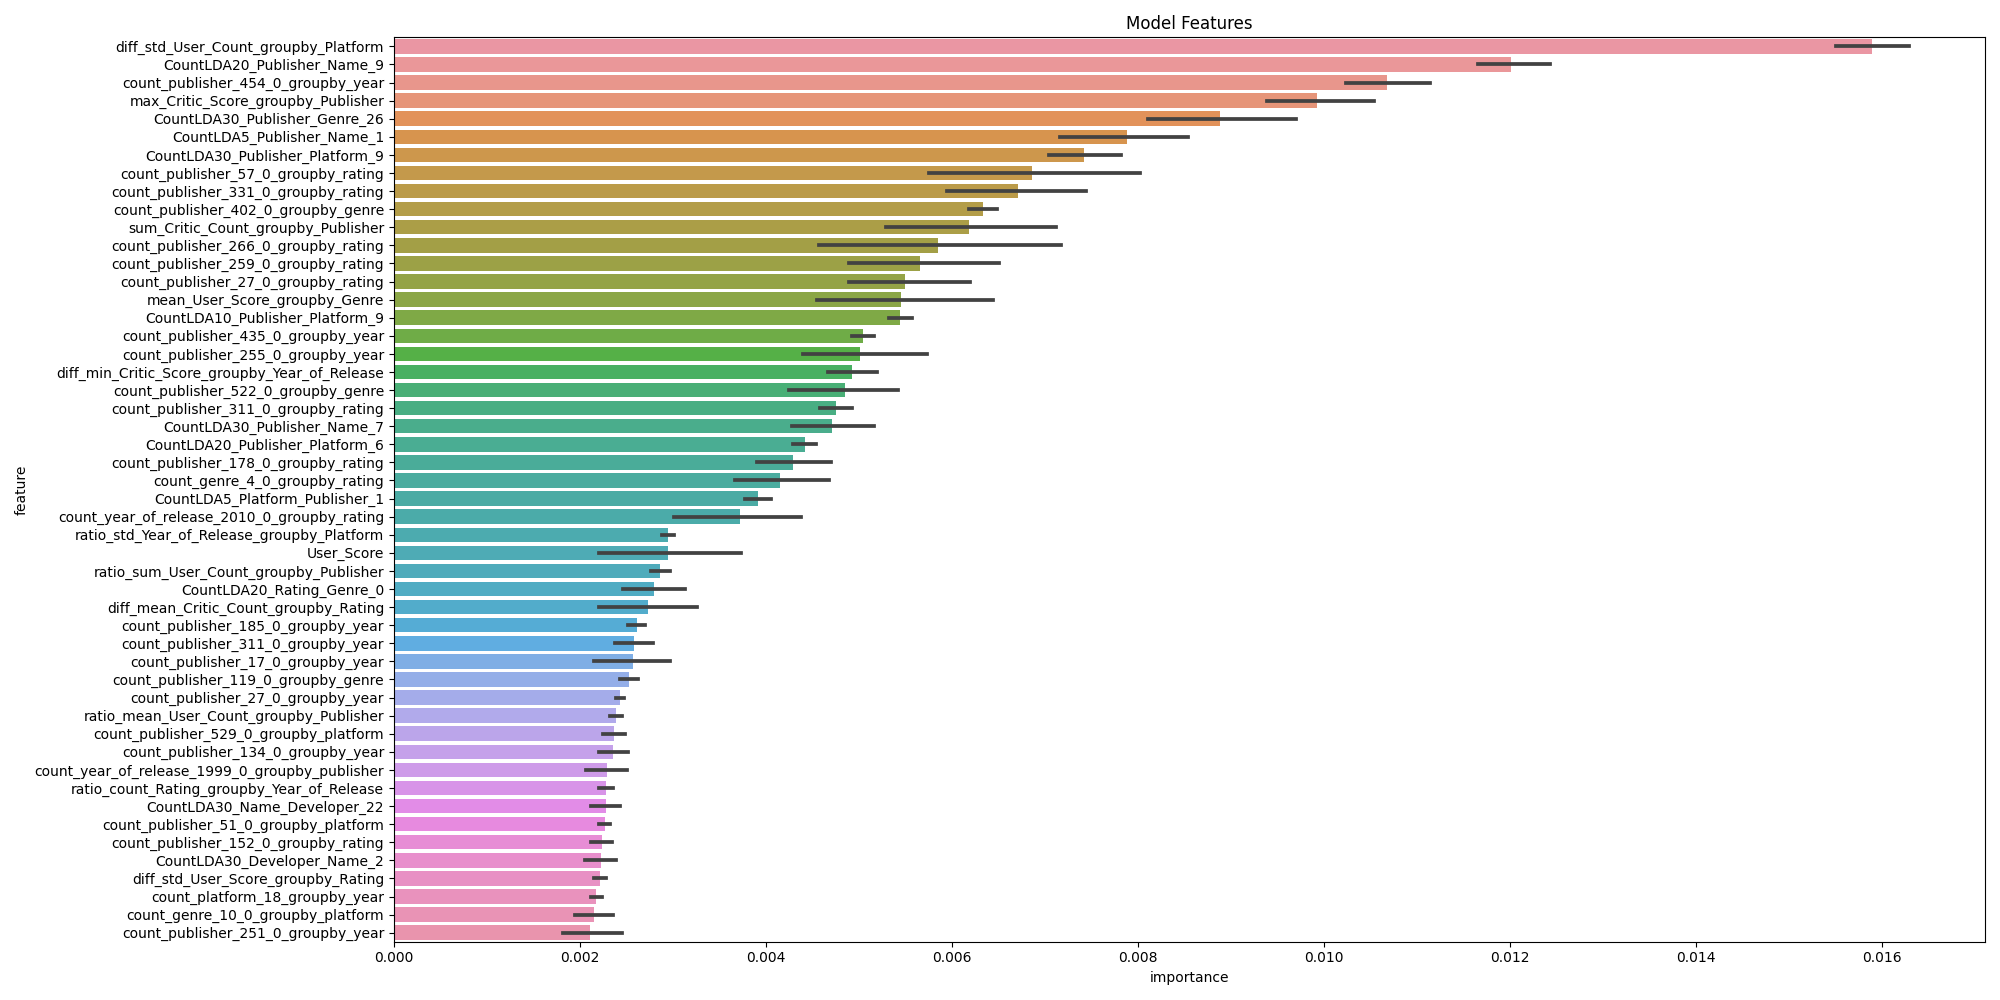 Model Features
diff_std_User_Count_groupby_Platform
CountLDA20_Publisher_Name_9
count_publisher_454_0_groupby_year
max_Critic_Score_groupby_Publisher
CountLDA30_Publisher_Genre_26
CountLDA5_Publisher_Name_1
CountLDA30_Publisher_Platform_9
count_publisher_57_0_groupby_rating
count_publisher_331_0_groupby_rating
count_publisher_402_0_groupby_genre
sum_Critic_Count_groupby_Publisher
count_publisher_266_0_groupby_rating
count_publisher_259_0_groupby_rating
count_publisher_27_0_groupby_rating
mean_User_Score_groupby_Genre
CountLDA10_Publisher_Platform_9
count_publisher_435_0_groupby_year
count_publisher_255_0_groupby_year
diff_min_Critic_Score_groupby_Year_of_Release
count_publisher_522_0_groupby_genre
count_publisher_311_0_groupby_rating
CountLDA30_Publisher_Name_7
CountLDA20_Publisher_Platform_6
count_publisher_178_0_groupby_rating
count_genre_4_0_groupby_rating
CountLDA5_Platform_Publisher_1
count_year_of_release_2010_0_groupby_rating
ratio_std_Year_of_Release_groupby_Platform
User_Score
ratio_sum_User_Count_groupby_Publisher
CountLDA20_Rating_Genre_0
diff_mean_Critic_Count_groupby_Rating
count_publisher_185_0_groupby_year
count_publisher_311_0_groupby_year
count_publisher_17_0_groupby_year
count_publisher_119_0_groupby_genre
count_publisher_27_0_groupby_year
ratio_mean_User_Count_groupby_Publisher
count_publisher_529_0_groupby_platform
count_publisher_134_0_groupby_year
count_year_of_release_1999_0_groupby_publisher
ratio_count_Rating_groupby_Year_of_Release
CountLDA30_Name_Developer_22
count_publisher_51_0_groupby_platform
count_publisher_152_0_groupby_rating
CountLDA30_Developer_Name_2
diff_std_User_Score_groupby_Rating
count_platform_18_groupby_year
count_genre_10_0_groupby_platform
count_publisher_251_0_groupby_year
feature
0.000 0.002 0.004 0.006 0.008 0.010 0.012 0.014 0.016
importance